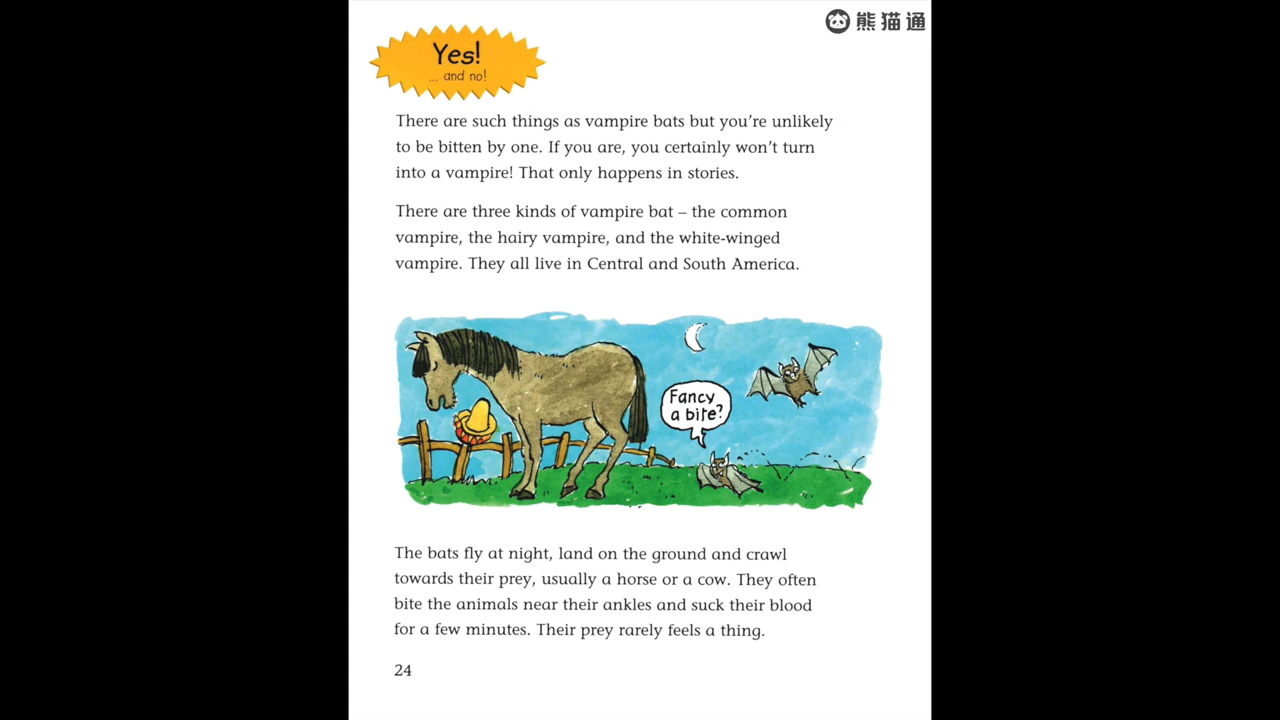 熊猫通
Yes!
... and no!
There are such things as vampire bats but you're unlikely
to be bitten by one. If you are, you certainly won't turn
into a vampire! That only happens in stories.
There are three kinds of vampire bat – the common
vampire, the hairy vampire, and the white-winged
vampire. They all live in Central and South America.
Fancy
a bite?
The bats fly at night, land on the ground and crawl
towards their prey, usually a horse or a cow. They often
bite the animals near their ankles and suck their blood
for a few minutes. Their prey rarely feels a thing.
24